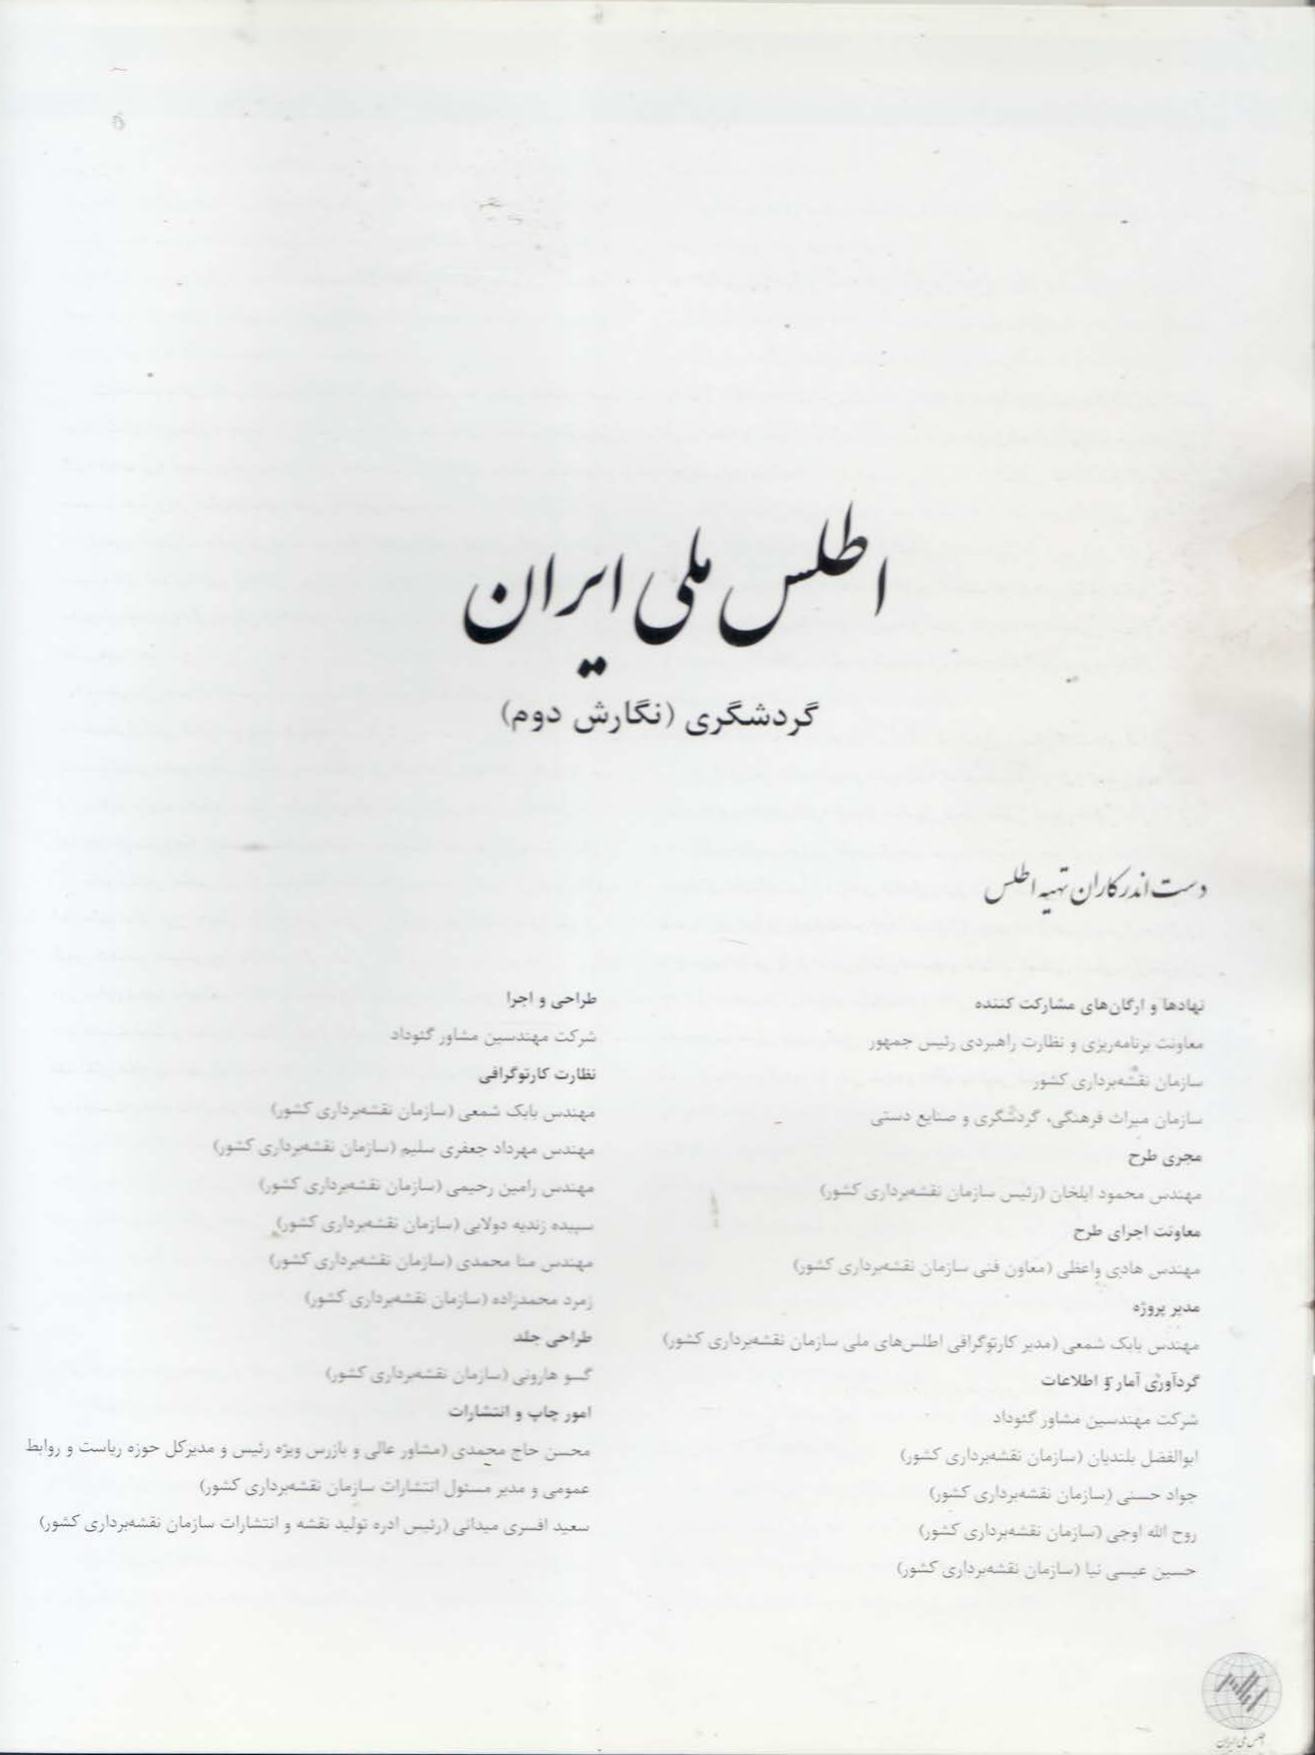 اطلس ملی ایران
گردشگری (نگارش دوم)
دست اندرکاران تهیه اطلس
نهادها و ارگان‌های مشارکت کننده
معاونت برنامه‌ریزی و نظارت راهبردی رئیس جمهور
سازمان نقشه‌برداری کشور
سازمان میراث فرهنگی، گردشگری و صنایع دستی
مجری طرح
مهندس محمود ایلخان (رئیس سازمان نقشه‌برداری کشور)
معاونت اجرای طرح
مهندس هادی واعظی (معاون فنی سازمان نقشه‌برداری کشور)
مدیر پروژه
مهندس بابک شمعی (مدیر کارتوگرافی اطلس‌های ملی سازمان نقشه‌برداری کشور)
گردآوری آمار و اطلاعات
شرکت مهندسین مشاور گئوداد
ابوالفضل بلندیان (سازمان نقشه‌برداری کشور)
جواد حسنی (سازمان نقشه‌برداری کشور)
روح الله اوجی (سازمان نقشه‌برداری کشور)
حسین عیسی نیا (سازمان نقشه‌برداری کشور)
طراحی و اجرا
شرکت مهندسین مشاور گئوداد
نظارت کارتوگرافی
مهندس بابک شمعی (سازمان نقشه‌برداری کشور)
مهندس مهرداد جعفری سلیم (سازمان نقشه‌برداری کشور)
مهندس رامین رحیمی (سازمان نقشه‌برداری کشور)
سپیده زندیه دولابی (سازمان نقشه‌برداری کشور)
مهندس منا محمدی (سازمان نقشه‌برداری کشور)
زمرد محمدزاده (سازمان نقشه‌برداری کشور)
طراحی جلد
گسو هارونی (سازمان نقشه‌برداری کشور)
امور چاپ و انتشارات
محسن حاج محمدی (مشاور عالی و بازرس ویژه رئیس و مدیرکل حوزه ریاست و روابط
عمومی و مدیر مسئول انتشارات سازمان نقشه‌برداری کشور)
سعید افسری میدانی (رئیس اداره تولید نقشه و انتشارات سازمان نقشه‌برداری کشور)
اطلس ملی ایران